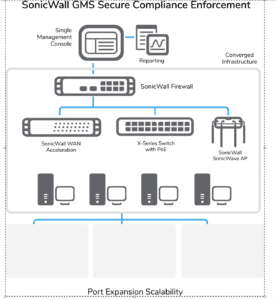 SonicWall GMS Secure Compliance Enforcement
Single
Management
Console
Reporting
Converged
Infrastructure
SonicWall Firewall
SonicWall WAN
Acceleration
X-Series Switch
with PoE
SonicWall
SonicWave AP
Port Expansion Scalability